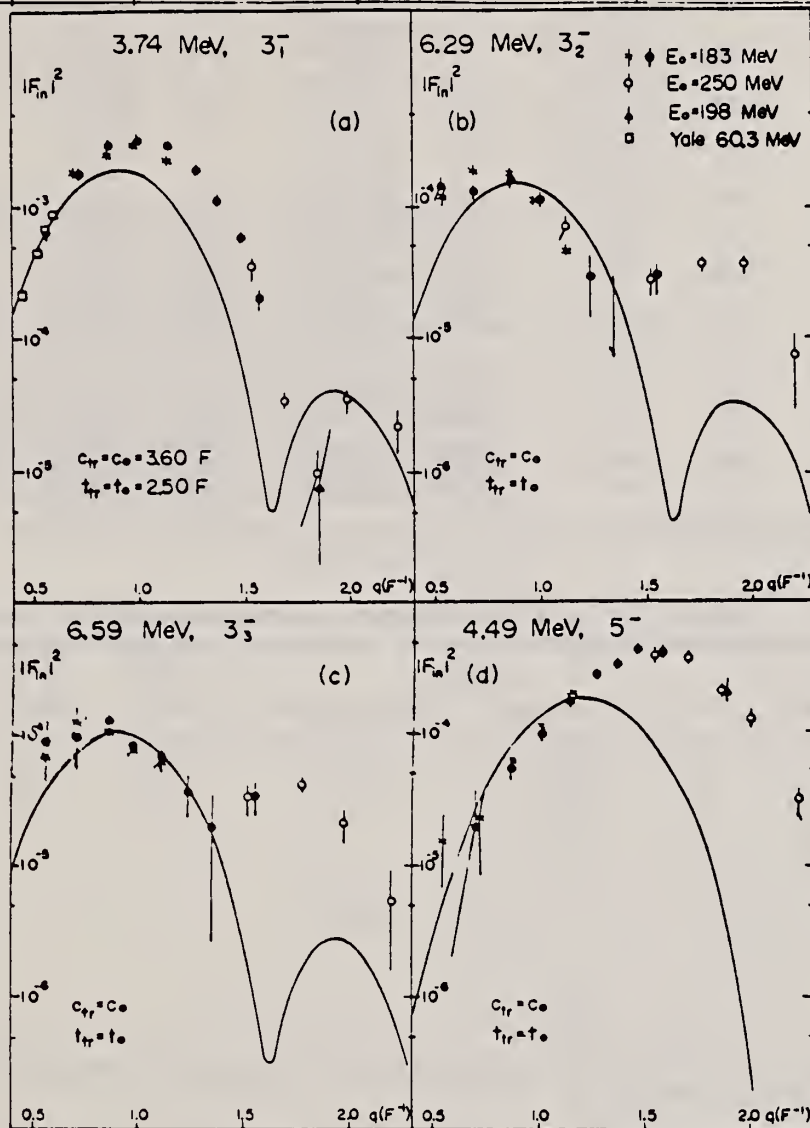 3.74 MeV, 3₁⁻
|F_in|²
(a)
10⁻³
10⁻⁴
10⁻⁵
c_tr = c₀ = 3.60 F
t_tr = t₀ = 2.50 F
0.5 1.0 1.5 2.0 q(F⁻¹)
6.29 MeV, 3₂⁻
|F_in|²
(b)
E₀=183 MeV
E₀=250 MeV
E₀=198 MeV
Yale 60.3 MeV
10⁻⁴
10⁻⁵
10⁻⁶
c_tr = c₀
t_tr = t₀
0.5 1.0 1.5 2.0 q(F⁻¹)
6.59 MeV, 3₃⁻
|F_in|²
(c)
10⁻⁵
10⁻⁶
c_tr = c₀
t_tr = t₀
0.5 1.0 1.5 2.0 q(F⁻¹)
4.49 MeV, 5⁻
|F_in|²
(d)
10⁻⁴
10⁻⁵
10⁻⁶
c_tr = c₀
t_tr = t₀
0.5 1.0 1.5 2.0 q(F⁻¹)